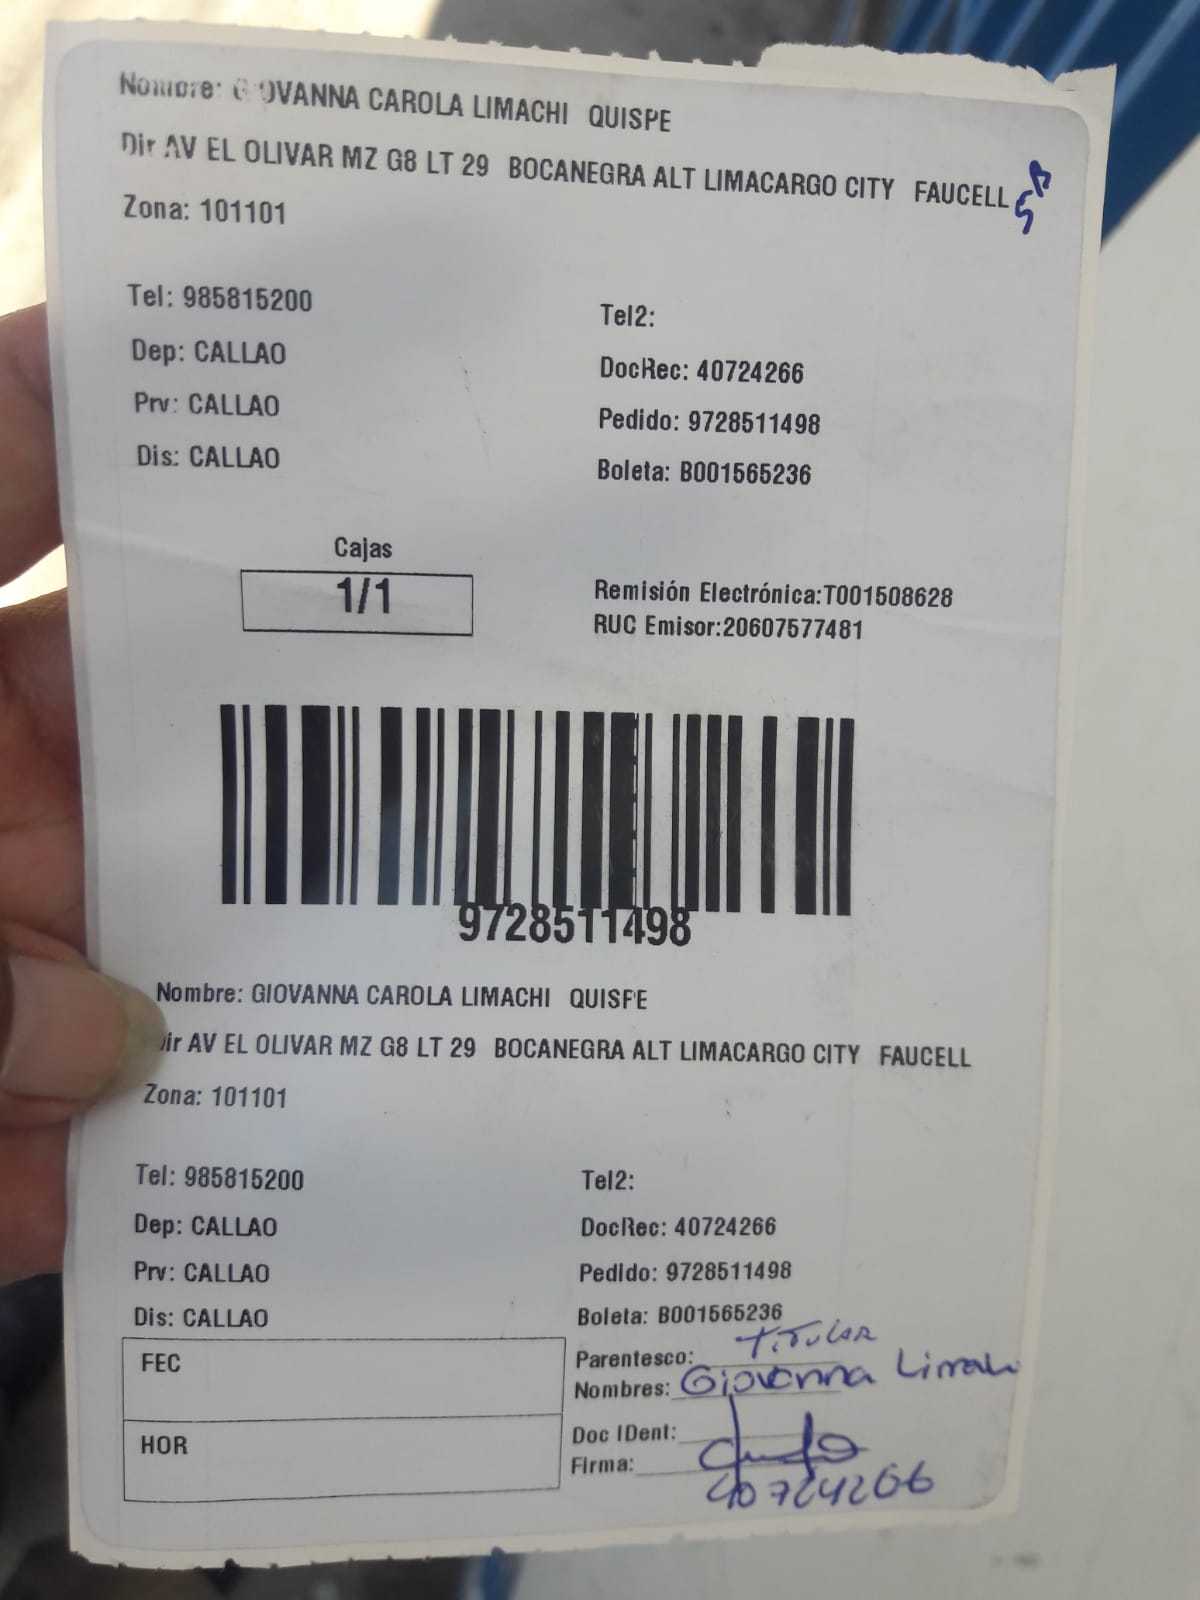 Nombre: GIOVANNA CAROLA LIMACHI QUISPE
Dir AV EL OLIVAR MZ G8 LT 29 BOCANEGRA ALT LIMACARGO CITY FAUCELL
Zona: 101101
Tel: 985815200
Tel2:
Dep: CALLAO
DocRec: 40724266
Prv: CALLAO
Pedido: 9728511498
Dis: CALLAO
Boleta: B001565236
Cajas
1/1
Remisión Electrónica:T001508628
RUC Emisor:20607577481
9728511498
Nombre: GIOVANNA CAROLA LIMACHI QUISPE
Dir AV EL OLIVAR MZ G8 LT 29 BOCANEGRA ALT LIMACARGO CITY FAUCELL
Zona: 101101
Tel: 985815200
Tel2:
Dep: CALLAO
DocRec: 40724266
Prv: CALLAO
Pedido: 9728511498
Dis: CALLAO
Boleta: B001565236
FEC
Parentesco: Titular
Nombres: Giovanna
HOR
Doc IDent:
Firma:
40724266